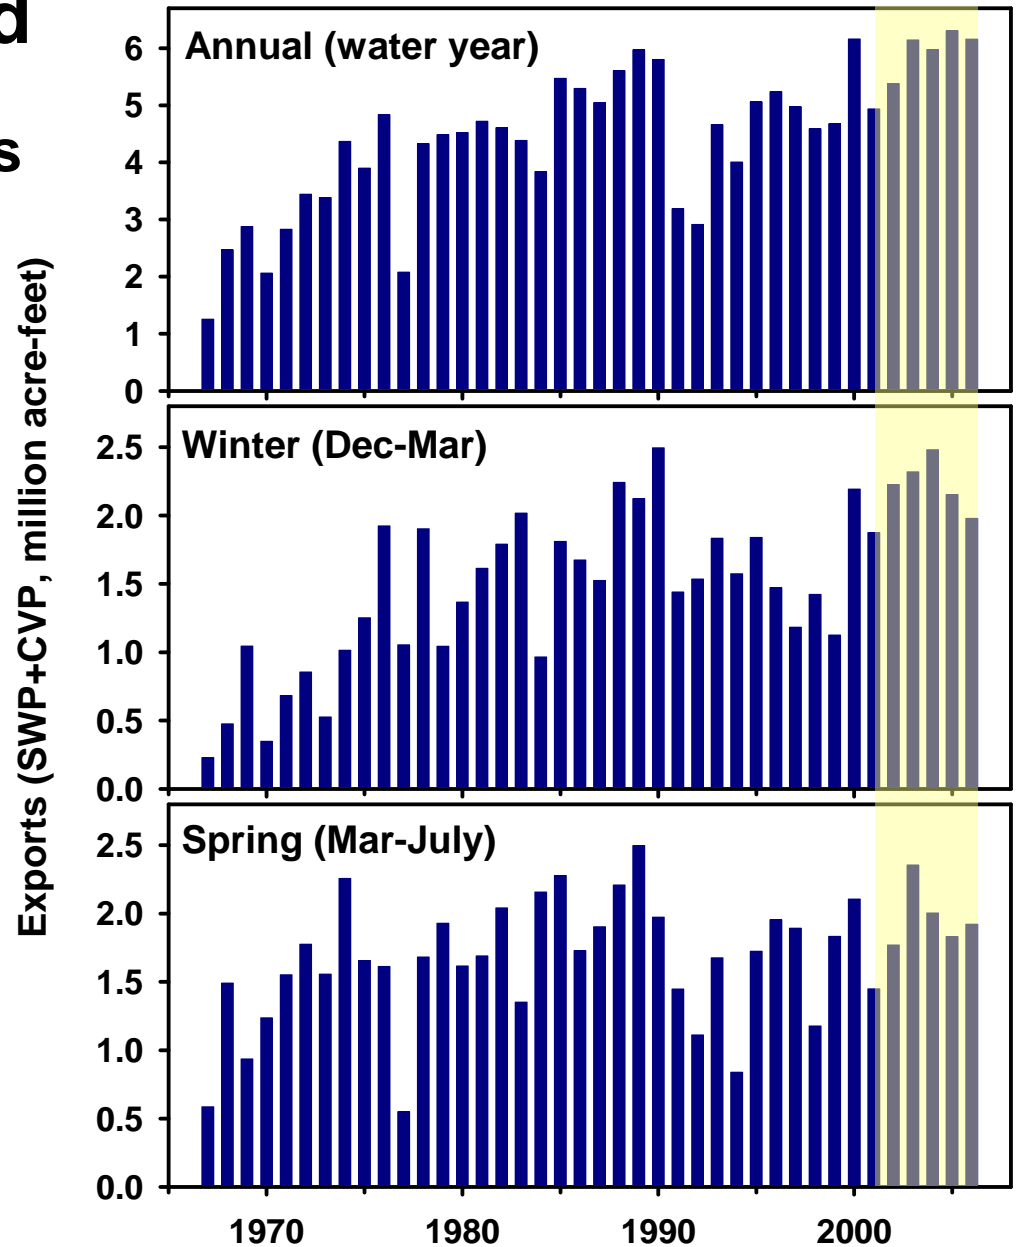 d
s
Exports (SWP+CVP, million acre-feet)
Annual (water year)
6
5
4
3
2
1
0
Winter (Dec-Mar)
2.5
2.0
1.5
1.0
0.5
0.0
Spring (Mar-July)
2.5
2.0
1.5
1.0
0.5
0.0
1970 1980 1990 2000